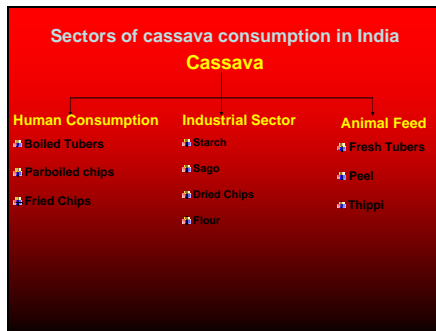 Sectors of cassava consumption in India
Cassava
Human Consumption
Boiled Tubers
Parboiled chips
Fried Chips
Industrial Sector
Starch
Sago
Dried Chips
Flour
Animal Feed
Fresh Tubers
Peel
Thippi